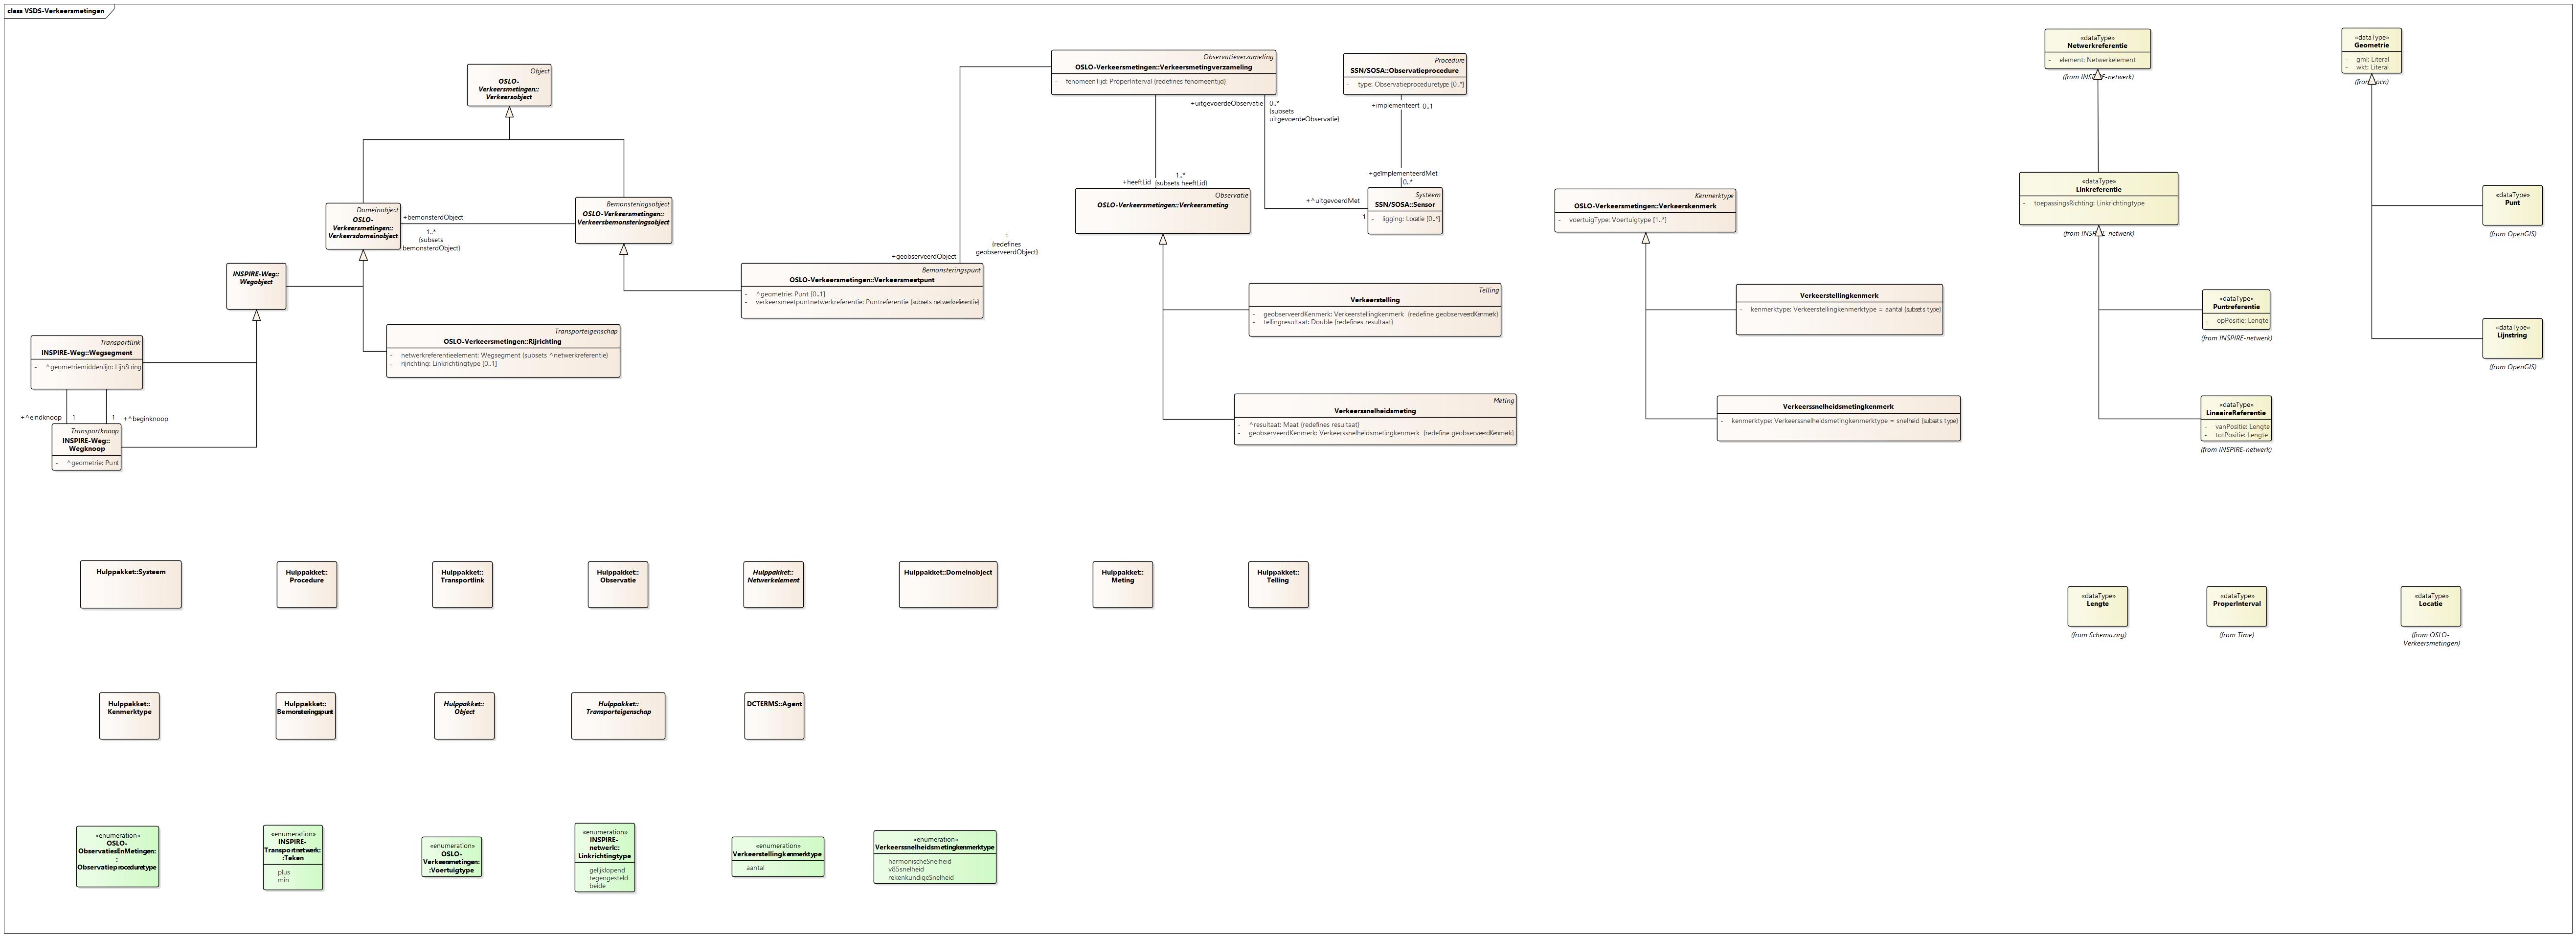 class VSDS-Verkeersmetingen
Object
OSLO-
Verkeersmetingen::
Verkeersobject
Domeinobject
OSLO-
Verkeersmetingen::
Verkeersdomeinobject
+bemonsterdObject
1..*
{subsets
bemonsterdObject}
Bemonsteringsobject
OSLO-Verkeersmetingen::
Verkeersbemonsteringsobject
INSPIRE-Weg::
Wegobject
Transportlink
INSPIRE-Weg::Wegsegment
- ^geometriemiddenlijn: LijnString
+^eindknoop
1
1
+^beginknoop
Transportknoop
INSPIRE-Weg::
Wegknoop
- ^geometrie: Punt
Transporteigenschap
OSLO-Verkeersmetingen::Rijrichting
- netwerkreferentieelement: Wegsegment {subsets ^netwerkreferentie}
- rijrichting: Linkrichtingtype [0..1]
Bemonsteringspunt
OSLO-Verkeersmetingen::Verkeersmeetpunt
- ^geometrie: Punt [0..1]
- verkeersmeetpuntnetwerkreferentie: Puntreferentie {subsets netwerkreferentie}
+geobserveerdObject
1
{redefines
geobserveerdObject}
Observatieverzameling
OSLO-Verkeersmetingen::Verkeersmetingverzameling
- fenomeenTijd: ProperInterval {redefines fenomeentijd}
+heeftLid
1..*
{subsets heeftLid}
+uitgevoerdeObservatie
0..*
{subsets
uitgevoerdeObservatie}
+^uitgevoerdMet
1
Procedure
SSN/SOSA::Observatieprocedure
- type: Observatieproceduretype [0..*]
+implementeert 0..1
+geïmplementeerdMet
0..*
Systeem
SSN/SOSA::Sensor
- ligging: Locatie [0..*]
Observatie
OSLO-Verkeersmetingen::Verkeersmeting
Telling
Verkeerstelling
- geobserveerdKenmerk: Verkeerstellingkenmerk {redefine geobserveerdKenmerk}
- tellingresultaat: Double {redefines resultaat}
Meting
Verkeerssnelheidsmeting
- ^resultaat: Maat {redefines resultaat}
- geobserveerdKenmerk: Verkeerssnelheidsmetingkenmerk {redefine geobserveerdKenmerk}
Kenmerktype
OSLO-Verkeersmetingen::Verkeerskenmerk
- voertuigType: Voertuigtype [1..*]
Verkeerstellingkenmerk
- kenmerktype: Verkeerstellingkenmerktype = aantal {subsets type}
Verkeerssnelheidsmetingkenmerk
- kenmerktype: Verkeerssnelheidsmetingkenmerktype = snelheid {subsets type}
«dataType»
Netwerkreferentie
- element: Netwerkelement
(from INSPIRE-netwerk)
«dataType»
Linkreferentie
- toepassingsRichting: Linkrichtingtype
(from INSPIRE-netwerk)
«dataType»
Puntreferentie
- opPositie: Lengte
(from INSPIRE-netwerk)
«dataType»
LineaireReferentie
- vanPositie: Lengte
- totPositie: Lengte
(from INSPIRE-netwerk)
«dataType»
Geometrie
- gml: Literal
- wkt: Literal
(from Locn)
«dataType»
Punt
(from OpenGIS)
«dataType»
Lijnstring
(from OpenGIS)
Hulppakket::Systeem
Hulppakket::
Procedure
Hulppakket::
Transportlink
Hulppakket::
Observatie
Hulppakket::
Netwerkelement
Hulppakket::Domeinobject
Hulppakket::
Meting
Hulppakket::
Telling
«dataType»
Lengte
(from Schema.org)
«dataType»
ProperInterval
(from Time)
«dataType»
Locatie
(from OSLO-
Verkeersmetingen)
Hulppakket::
Kenmerktype
Hulppakket::
Bemonsteringspunt
Hulppakket::
Object
Hulppakket::
Transporteigenschap
DCTERMS::Agent
«enumeration»
OSLO-
ObservatiesEnMetingen:
:
Observatieproceduretype
«enumeration»
INSPIRE-
Transportnetwerk:
:Teken
plus
min
«enumeration»
OSLO-
Verkeersmetingen:
:Voertuigtype
«enumeration»
INSPIRE-
netwerk::
Linkrichtingtype
gelijklopend
tegengesteld
beide
«enumeration»
Verkeerstellingkenmerktype
aantal
«enumeration»
Verkeerssnelheidsmetingkenmerktype
harmonischeSnelheid
v85snelheid
rekenkundigeSnelheid